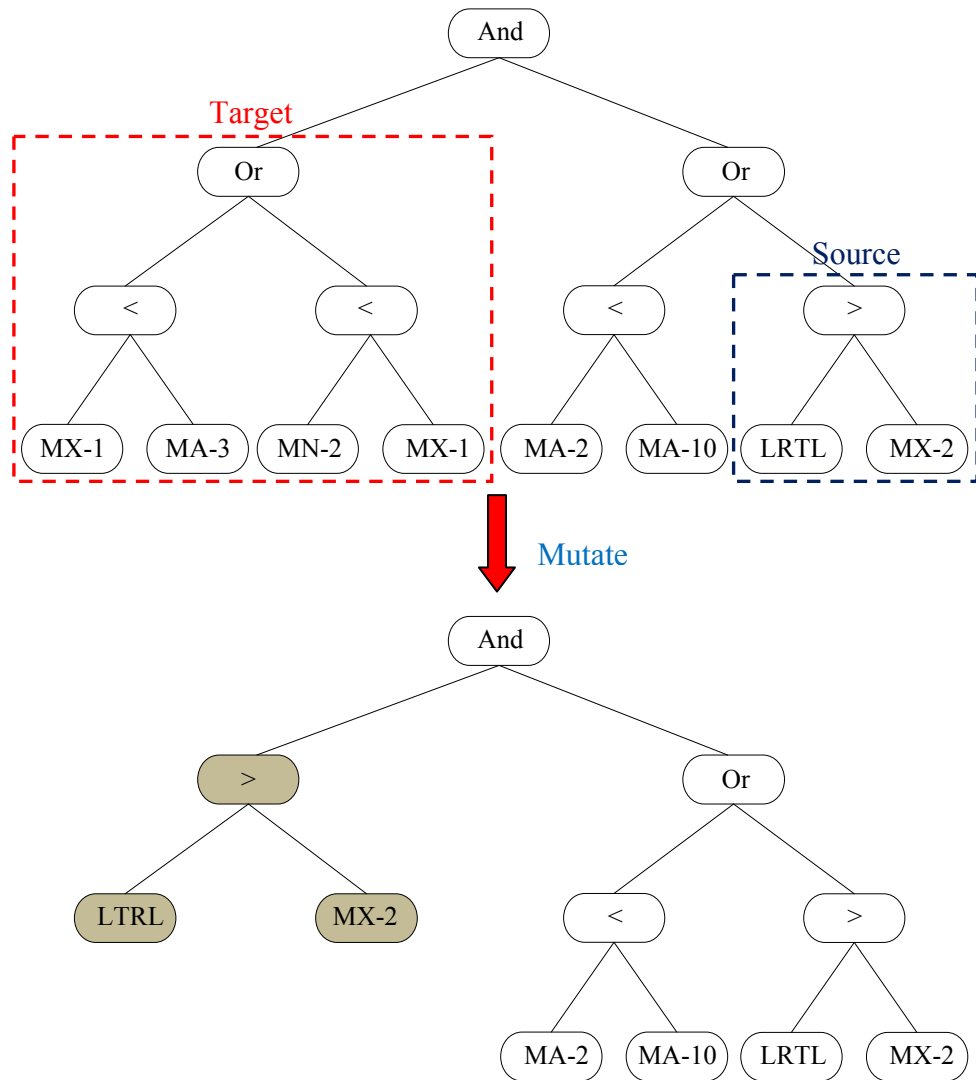 And
Target
Or
Or
Source
<
<
<
>
MX-1
MA-3
MN-2
MX-1
MA-2
MA-10
LRTL
MX-2
Mutate
And
>
Or
LTRL
MX-2
<
>
MA-2
MA-10
LRTL
MX-2